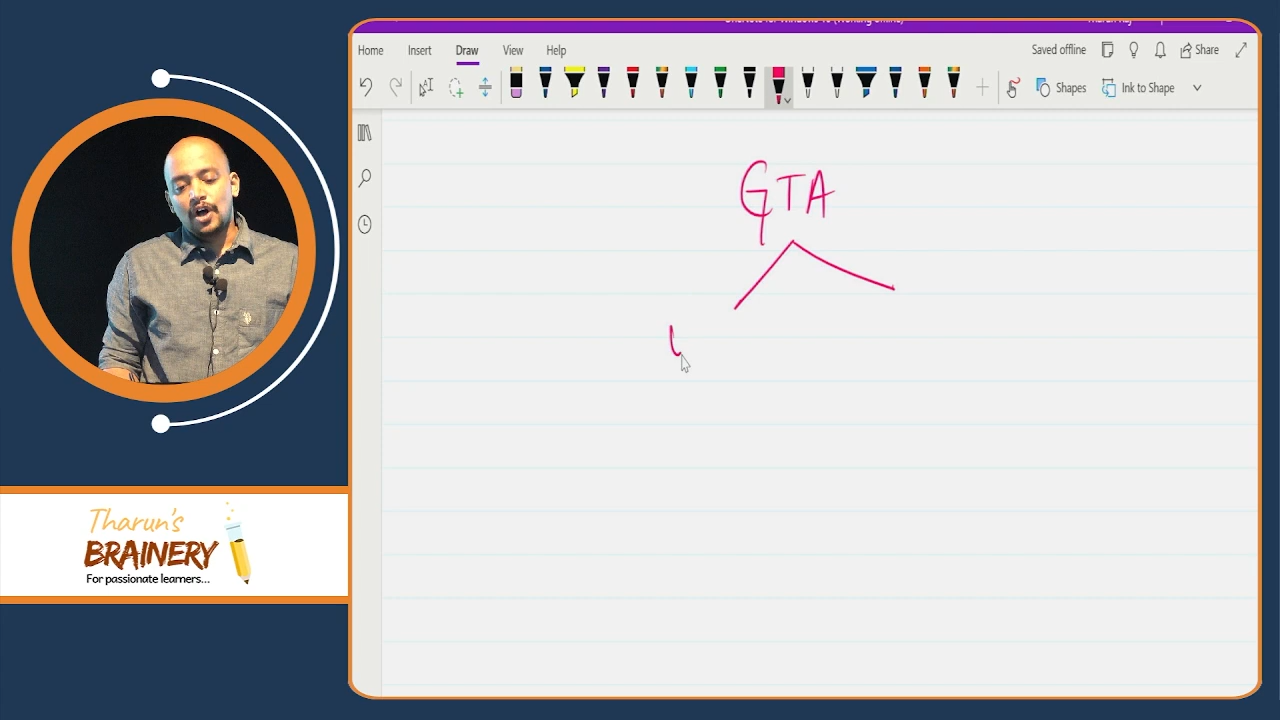 Home Insert Draw View Help Saved offline Share
Shapes Ink to Shape
GTA
Tharun's
BRAINERY
For passionate learners...